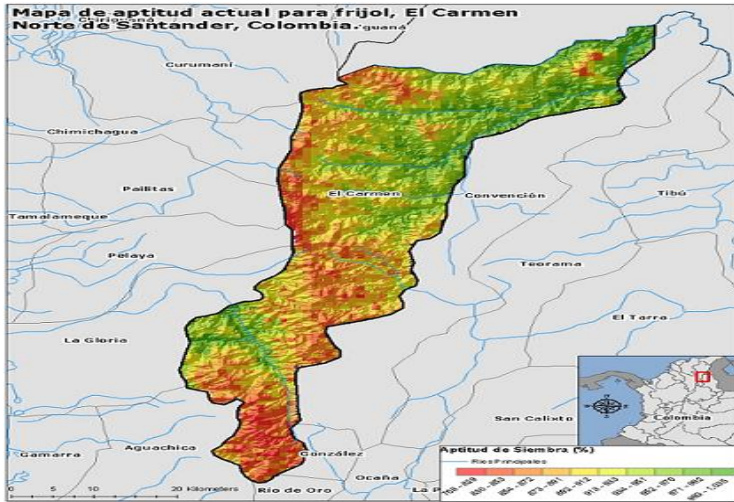 Mapa de aptitud actual para frijol, El Carmen
Norte de Santander, Colombia.
Curumaní
Chimichagua
Pailitas
El Carmen
Convención
Tibú
Tamalameque
Pelaya
Teorama
El Tarra
La Gloria
San Calixto
Colombia
Aguachica
González
Gamarra
Ocaña
Río de Oro
La P
0 5 10 20 Kilometers
Aptitud de Siembra (%)
Ríos Principales